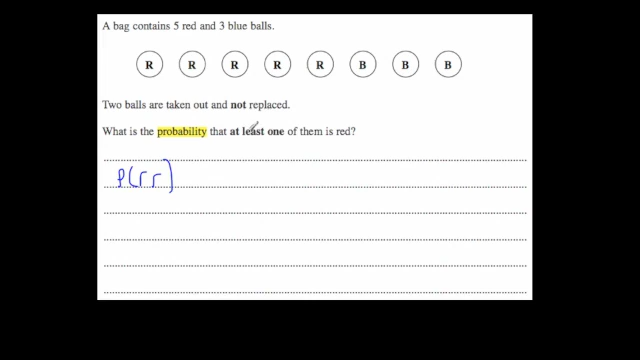 A bag contains 5 red and 3 blue balls.
R R R R R B B B
Two balls are taken out and not replaced.
What is the probability that at least one of them is red?
P(rr)